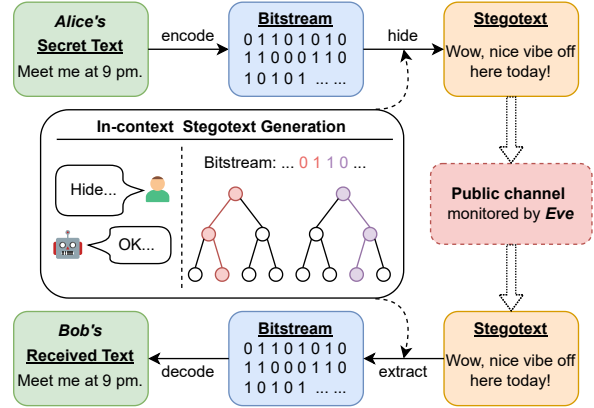 Alice's
Secret Text
Meet me at 9 pm.
encode
Bitstream
0 1 1 0 1 0 1 0
1 1 0 0 0 1 1 0
1 0 1 0 1 ... ...
hide
Stegotext
Wow, nice vibe off
here today!
In-context Stegotext Generation
Hide...
OK...
Bitstream: ... 0 1 1 0 ...
Public channel
monitored by Eve
Bob's
Received Text
Meet me at 9 pm.
decode
Bitstream
0 1 1 0 1 0 1 0
1 1 0 0 0 1 1 0
1 0 1 0 1 ... ...
extract
Stegotext
Wow, nice vibe off
here today!